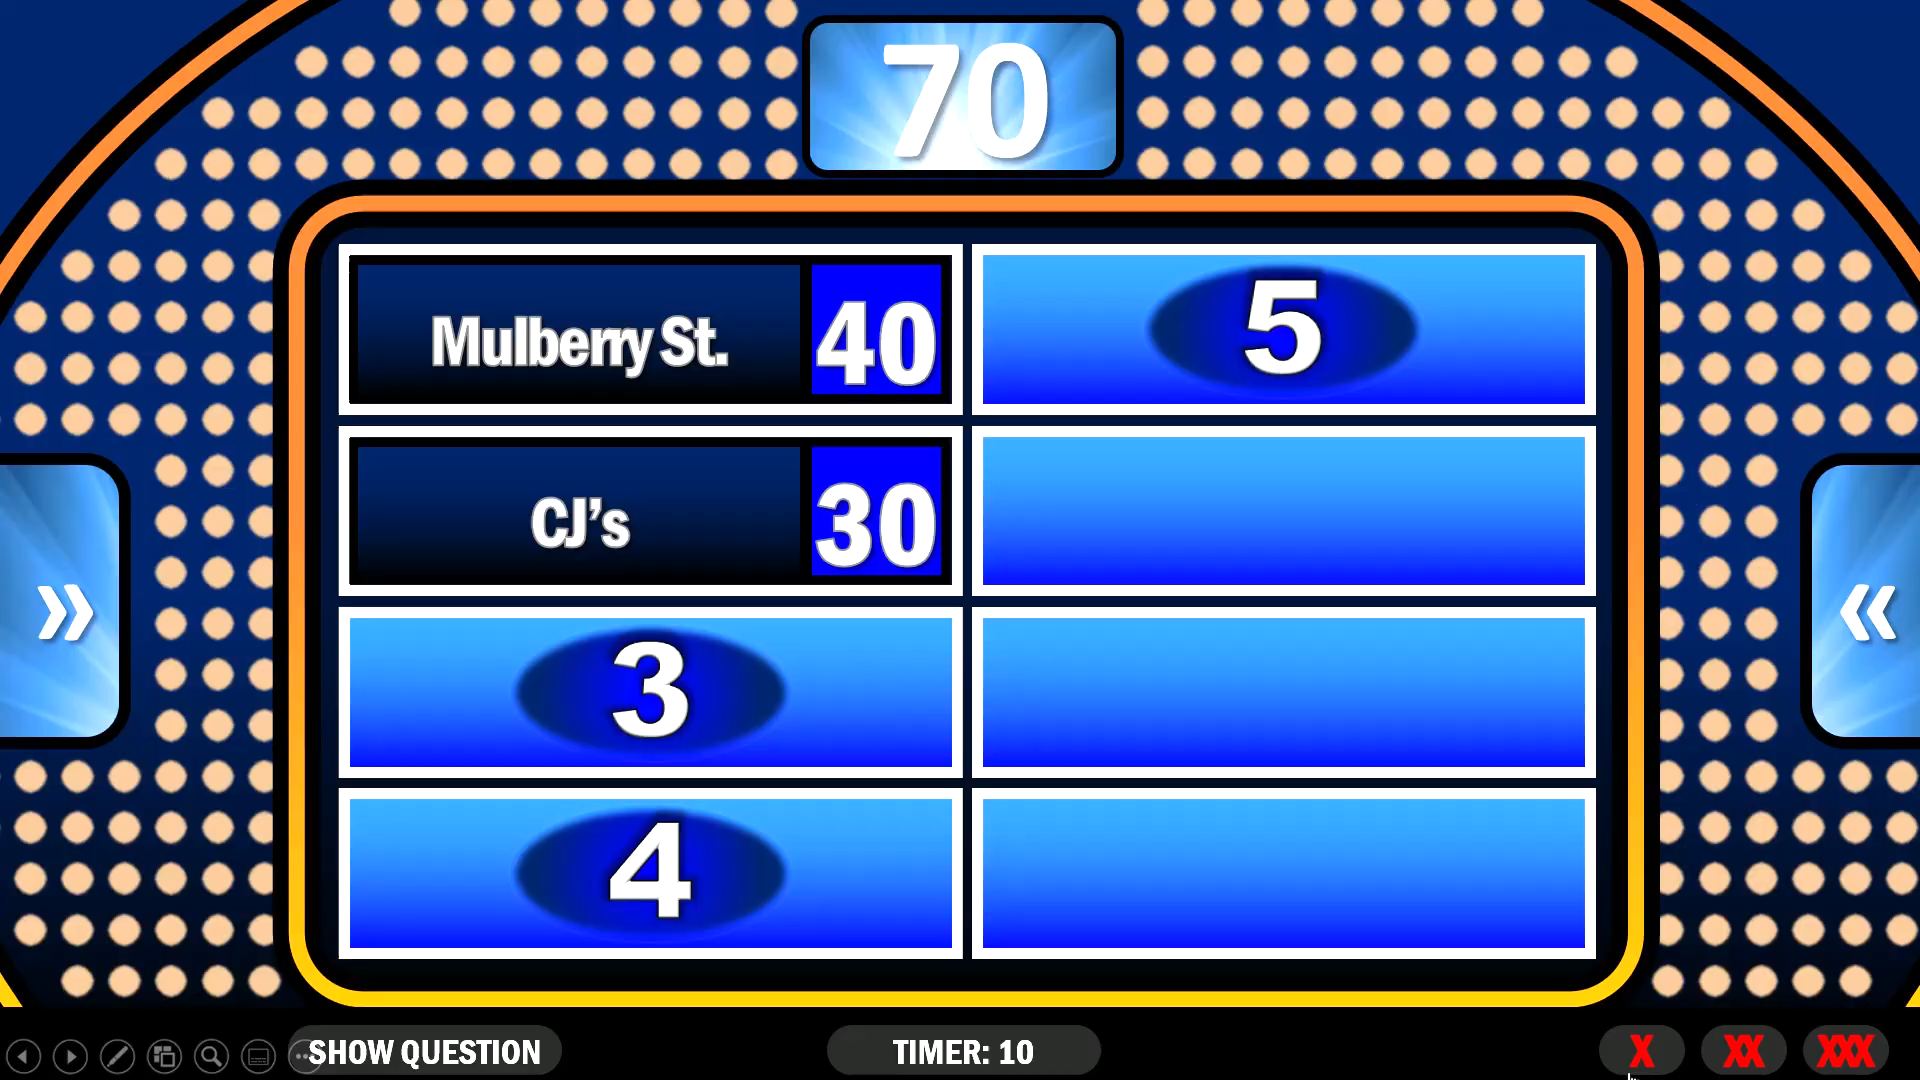 70
Mulberry St. 40
5
CJ’s 30
3
4
»
«
SHOW QUESTION
TIMER: 10
X
XX
XXX